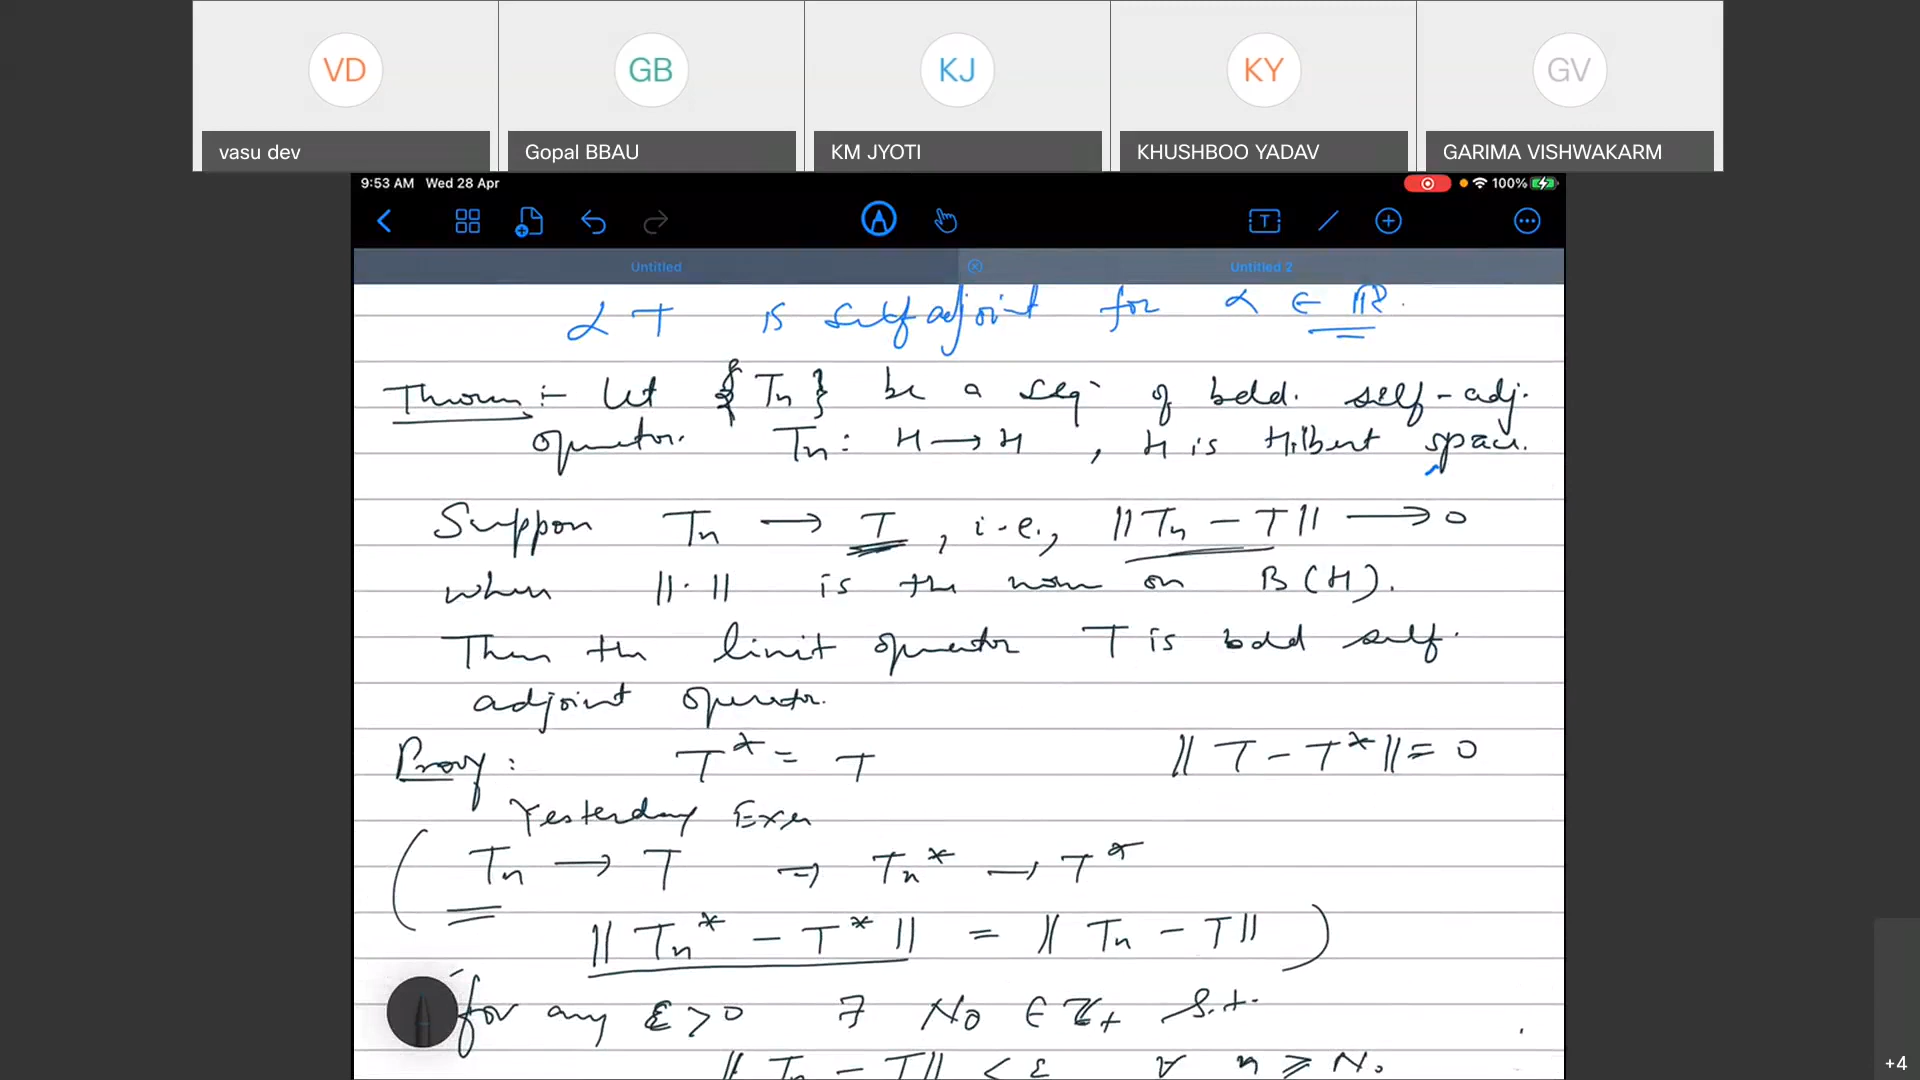 VD GB KJ KY GV
vasu dev Gopal BBAU KM JYOTI KHUSHBOO YADAV GARIMA VISHWAKARM
9:53 AM Wed 28 Apr 100%
Untitled Untitled 2
α T is self adjoint for α ∈ ℝ.
Theorem :- Let {Tn} be a seq. of bdd. self-adj.
operator. Tn : H → H , H is Hilbert space.
Suppose Tn → T , i.e., ||Tn - T|| → 0
where ||·|| is the norm on B(H).
Then the limit operator T is bdd self.
adjoint operator.
Proof : T* = T || T - T* || = 0
Yesterday Exer
( Tn → T ⇒ Tn* → T*
|| Tn* - T* || = || Tn - T || )
for any ε > 0 ∃ N₀ ∈ ℤ+ s.t.
|| Tn - T || < ε ∀ n ≥ N₀
+4